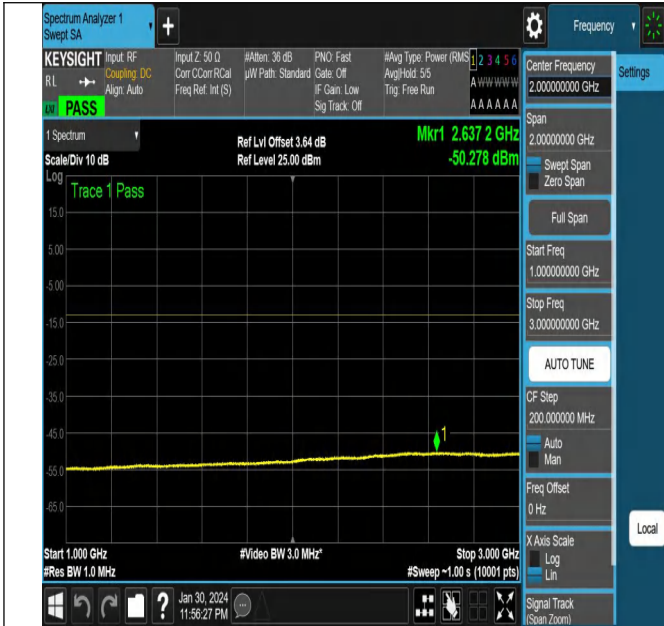 Spectrum Analyzer 1
Swept SA
+
Frequency
KEYSIGHT
RL
LXI PASS
Input: RF
Coupling: DC
Align: Auto
Input Z: 50 Ω
Corr CCorr RCal
Freq Ref: Int (S)
#Atten: 36 dB
µW Path: Standard
PNO: Fast
Gate: Off
IF Gain: Low
Sig Track: Off
#Avg Type: Power (RMS
Avg|Hold: 5/5
Trig: Free Run
1 2 3 4 5 6
A W W W W W
A A A A A A
1 Spectrum
Scale/Div 10 dB
Log
Ref Lvl Offset 3.64 dB
Ref Level 25.00 dBm
Mkr1 2.637 2 GHz
-50.278 dBm
Trace 1 Pass
15.0
5.00
-5.00
-15.0
-25.0
-35.0
-45.0
-55.0
-65.0
1
Start 1.000 GHz
#Res BW 1.0 MHz
#Video BW 3.0 MHz*
Stop 3.000 GHz
#Sweep ~1.00 s (10001 pts)
Jan 30, 2024
11:56:27 PM
Center Frequency
2.000000000 GHz
Settings
Span
2.00000000 GHz
Swept Span
Zero Span
Full Span
Start Freq
1.000000000 GHz
Stop Freq
3.000000000 GHz
AUTO TUNE
CF Step
200.000000 MHz
Auto
Man
Freq Offset
0 Hz
Local
X Axis Scale
Log
Lin
Signal Track
(Span Zoom)